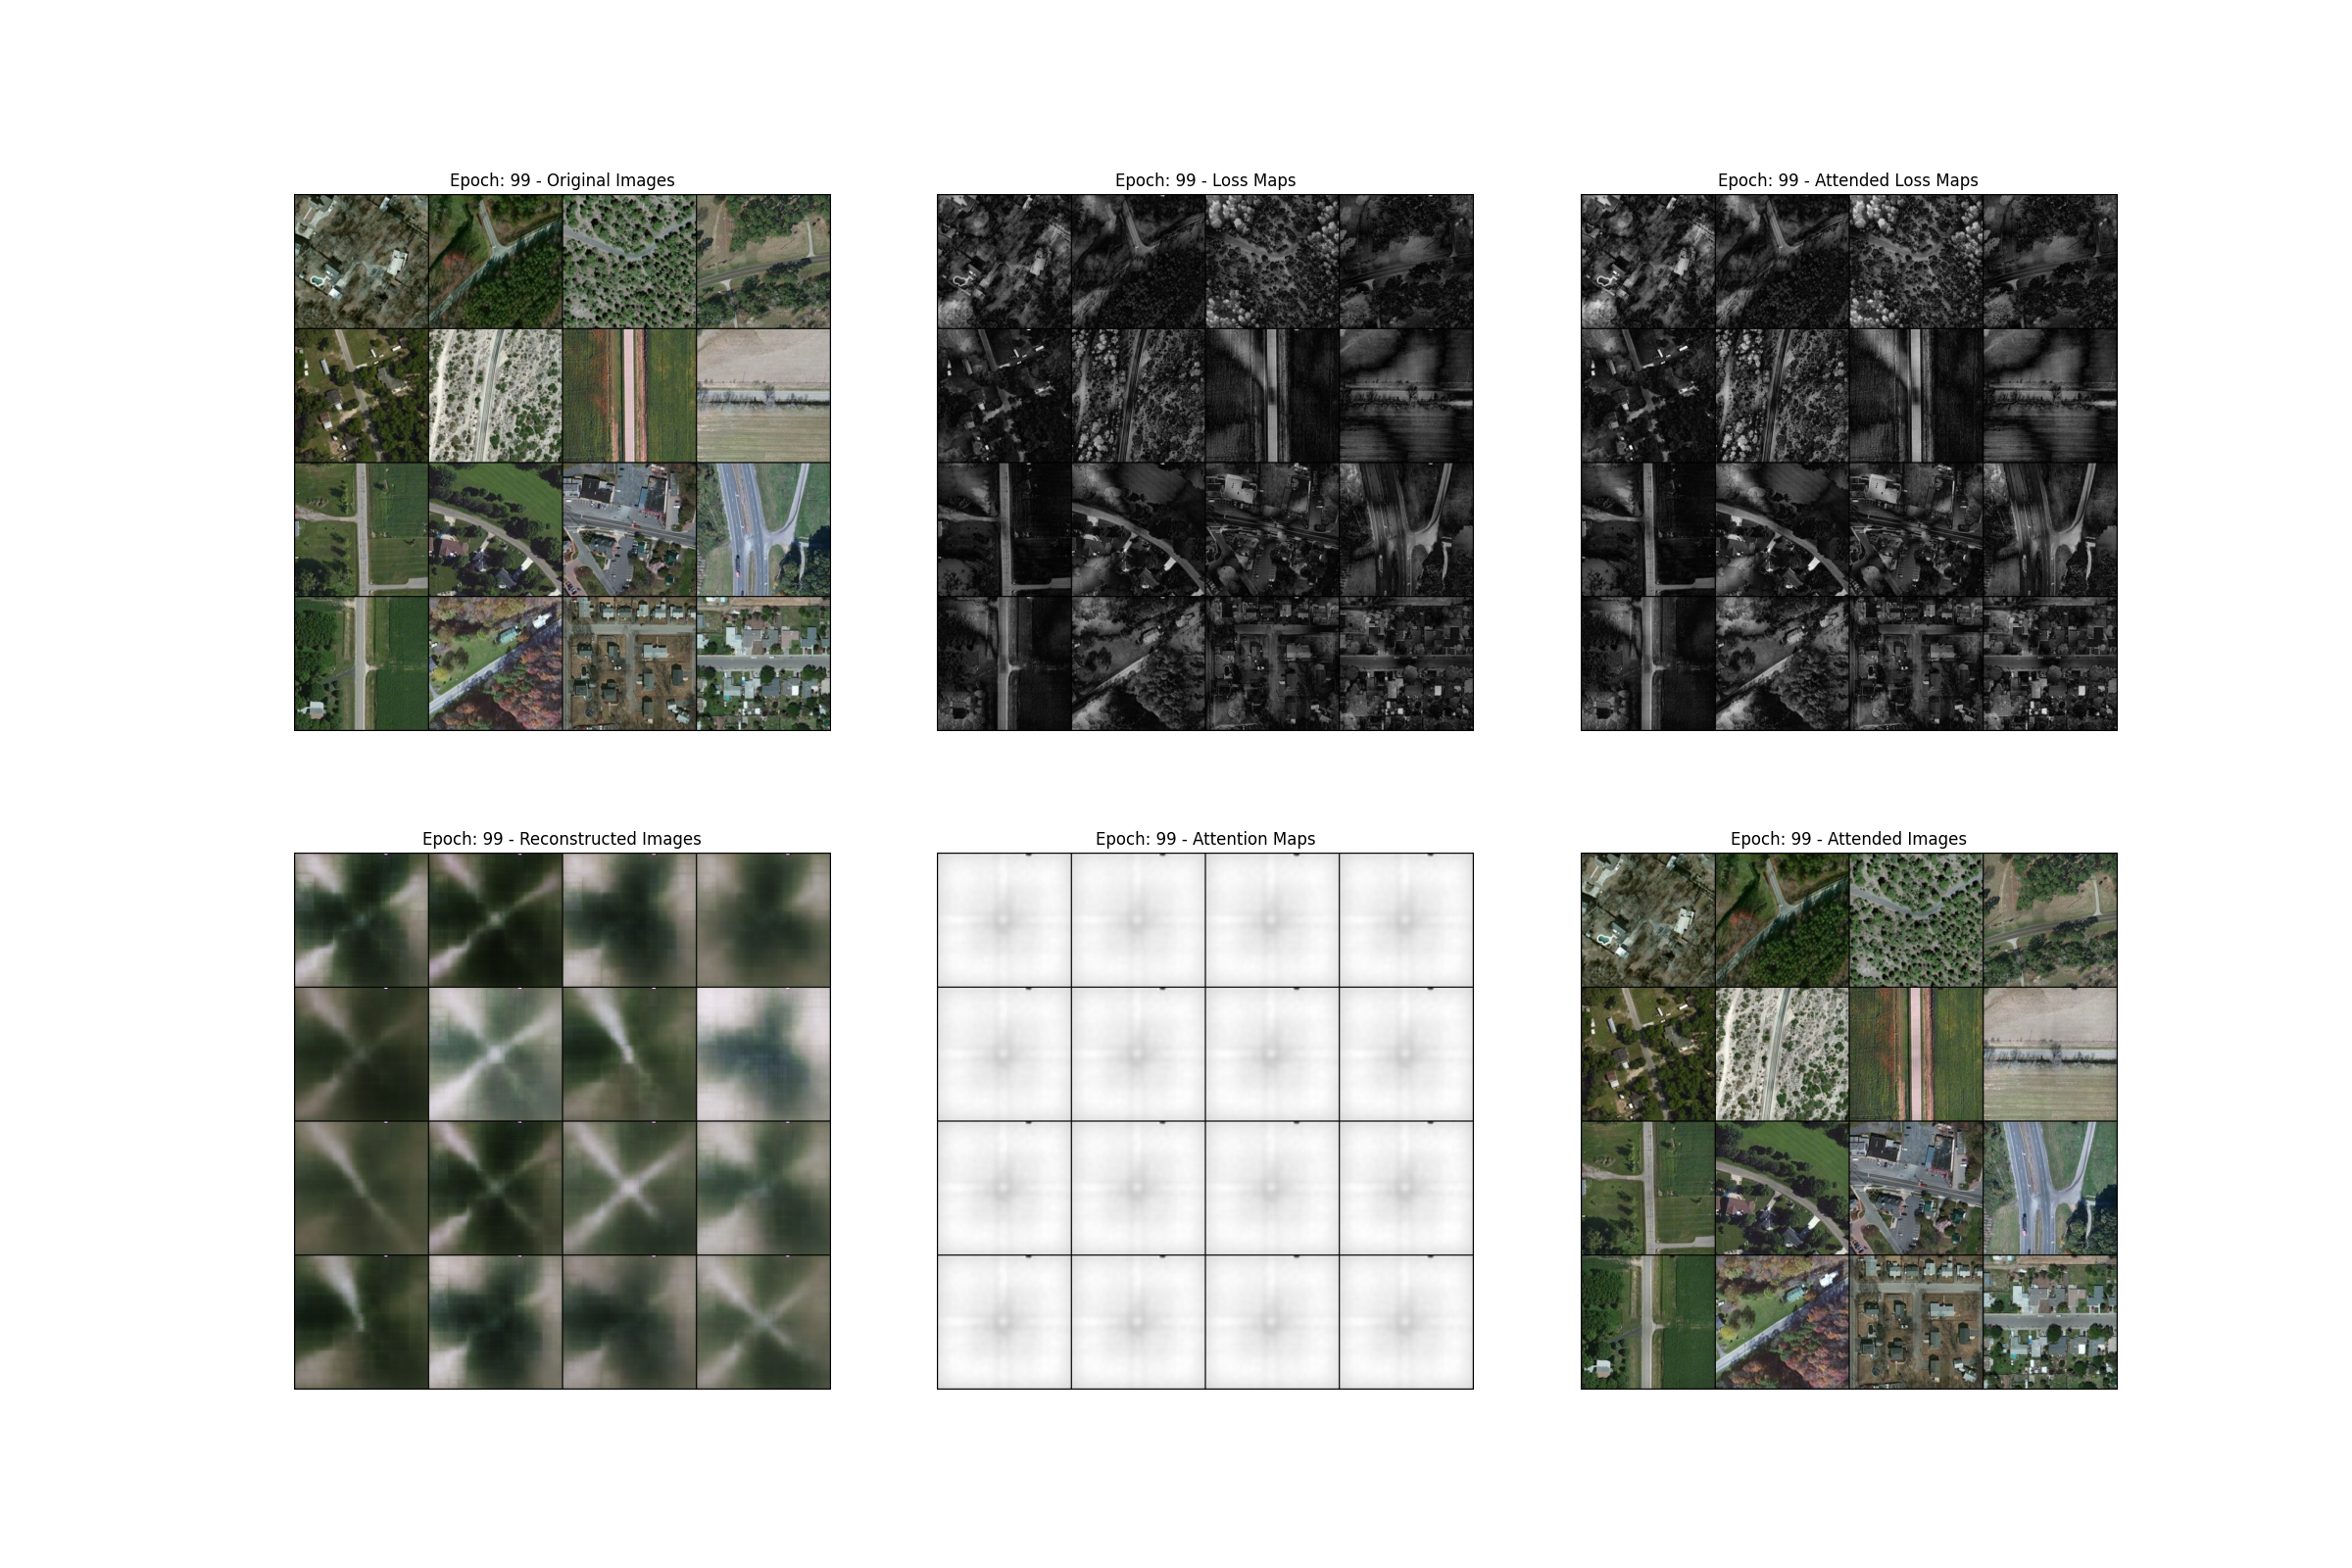 Epoch: 99 - Original Images
Epoch: 99 - Loss Maps
Epoch: 99 - Attended Loss Maps
Epoch: 99 - Reconstructed Images
Epoch: 99 - Attention Maps
Epoch: 99 - Attended Images